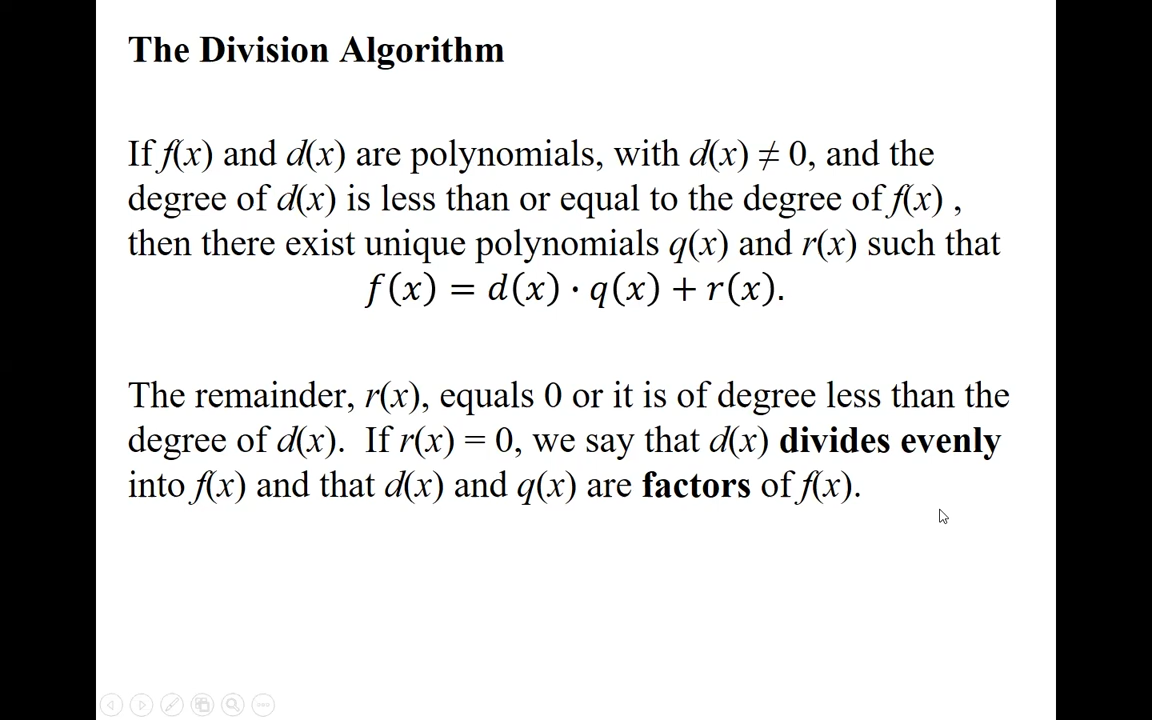 The Division Algorithm
If f(x) and d(x) are polynomials, with d(x) ≠ 0, and the
degree of d(x) is less than or equal to the degree of f(x) ,
then there exist unique polynomials q(x) and r(x) such that
f(x) = d(x) · q(x) + r(x).
The remainder, r(x), equals 0 or it is of degree less than the
degree of d(x).  If r(x) = 0, we say that d(x) divides evenly
into f(x) and that d(x) and q(x) are factors of f(x).